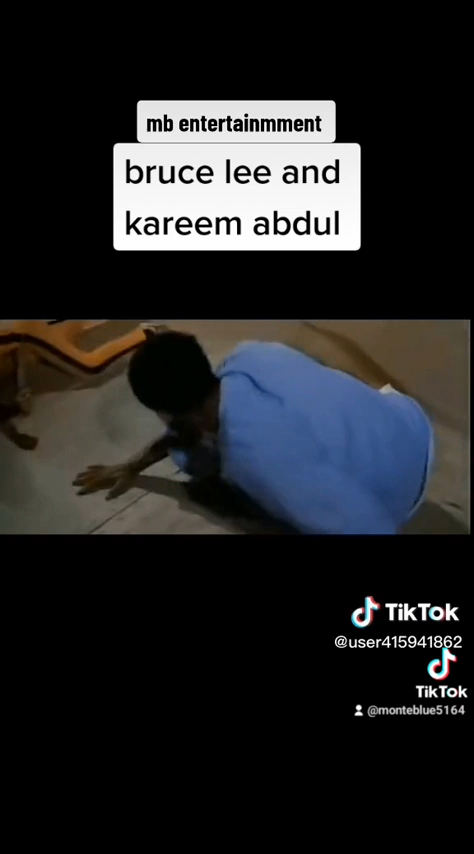 mb entertainmment
bruce lee and
kareem abdul
TikTok
@user415941862
TikTok
@monteblue5164